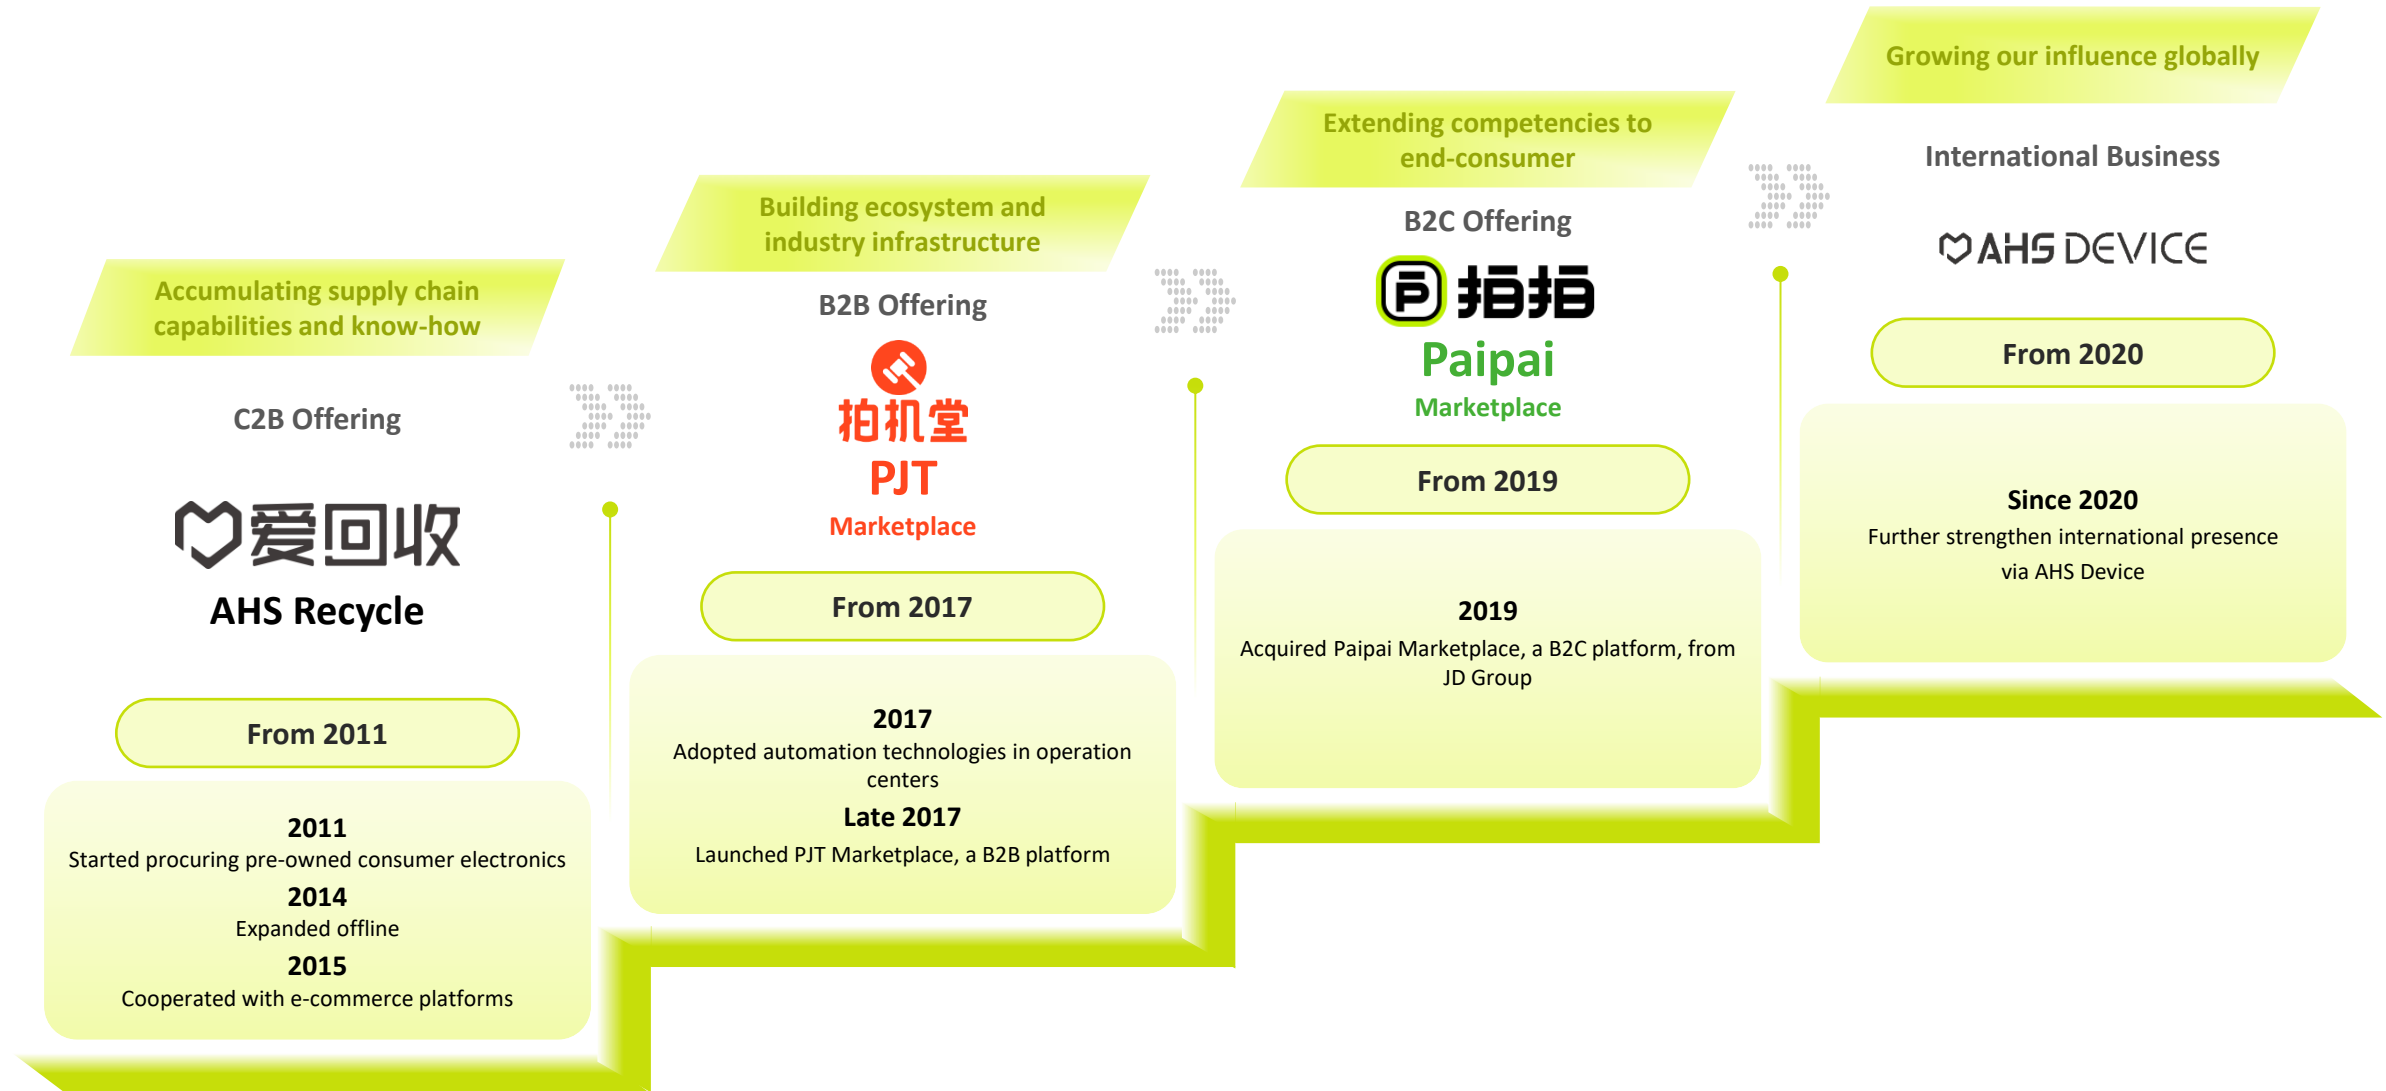 Accumulating supply chain
capabilities and know-how
C2B Offering
爱回收
AHS Recycle
From 2011
2011
Started procuring pre-owned consumer electronics
2014
Expanded offline
2015
Cooperated with e-commerce platforms
Building ecosystem and
industry infrastructure
B2B Offering
拍机堂
PJT
Marketplace
From 2017
2017
Adopted automation technologies in operation
centers
Late 2017
Launched PJT Marketplace, a B2B platform
Extending competencies to
end-consumer
B2C Offering
P 拍拍
Paipai
Marketplace
From 2019
2019
Acquired Paipai Marketplace, a B2C platform, from
JD Group
Growing our influence globally
International Business
AHS DEVICE
From 2020
Since 2020
Further strengthen international presence
via AHS Device